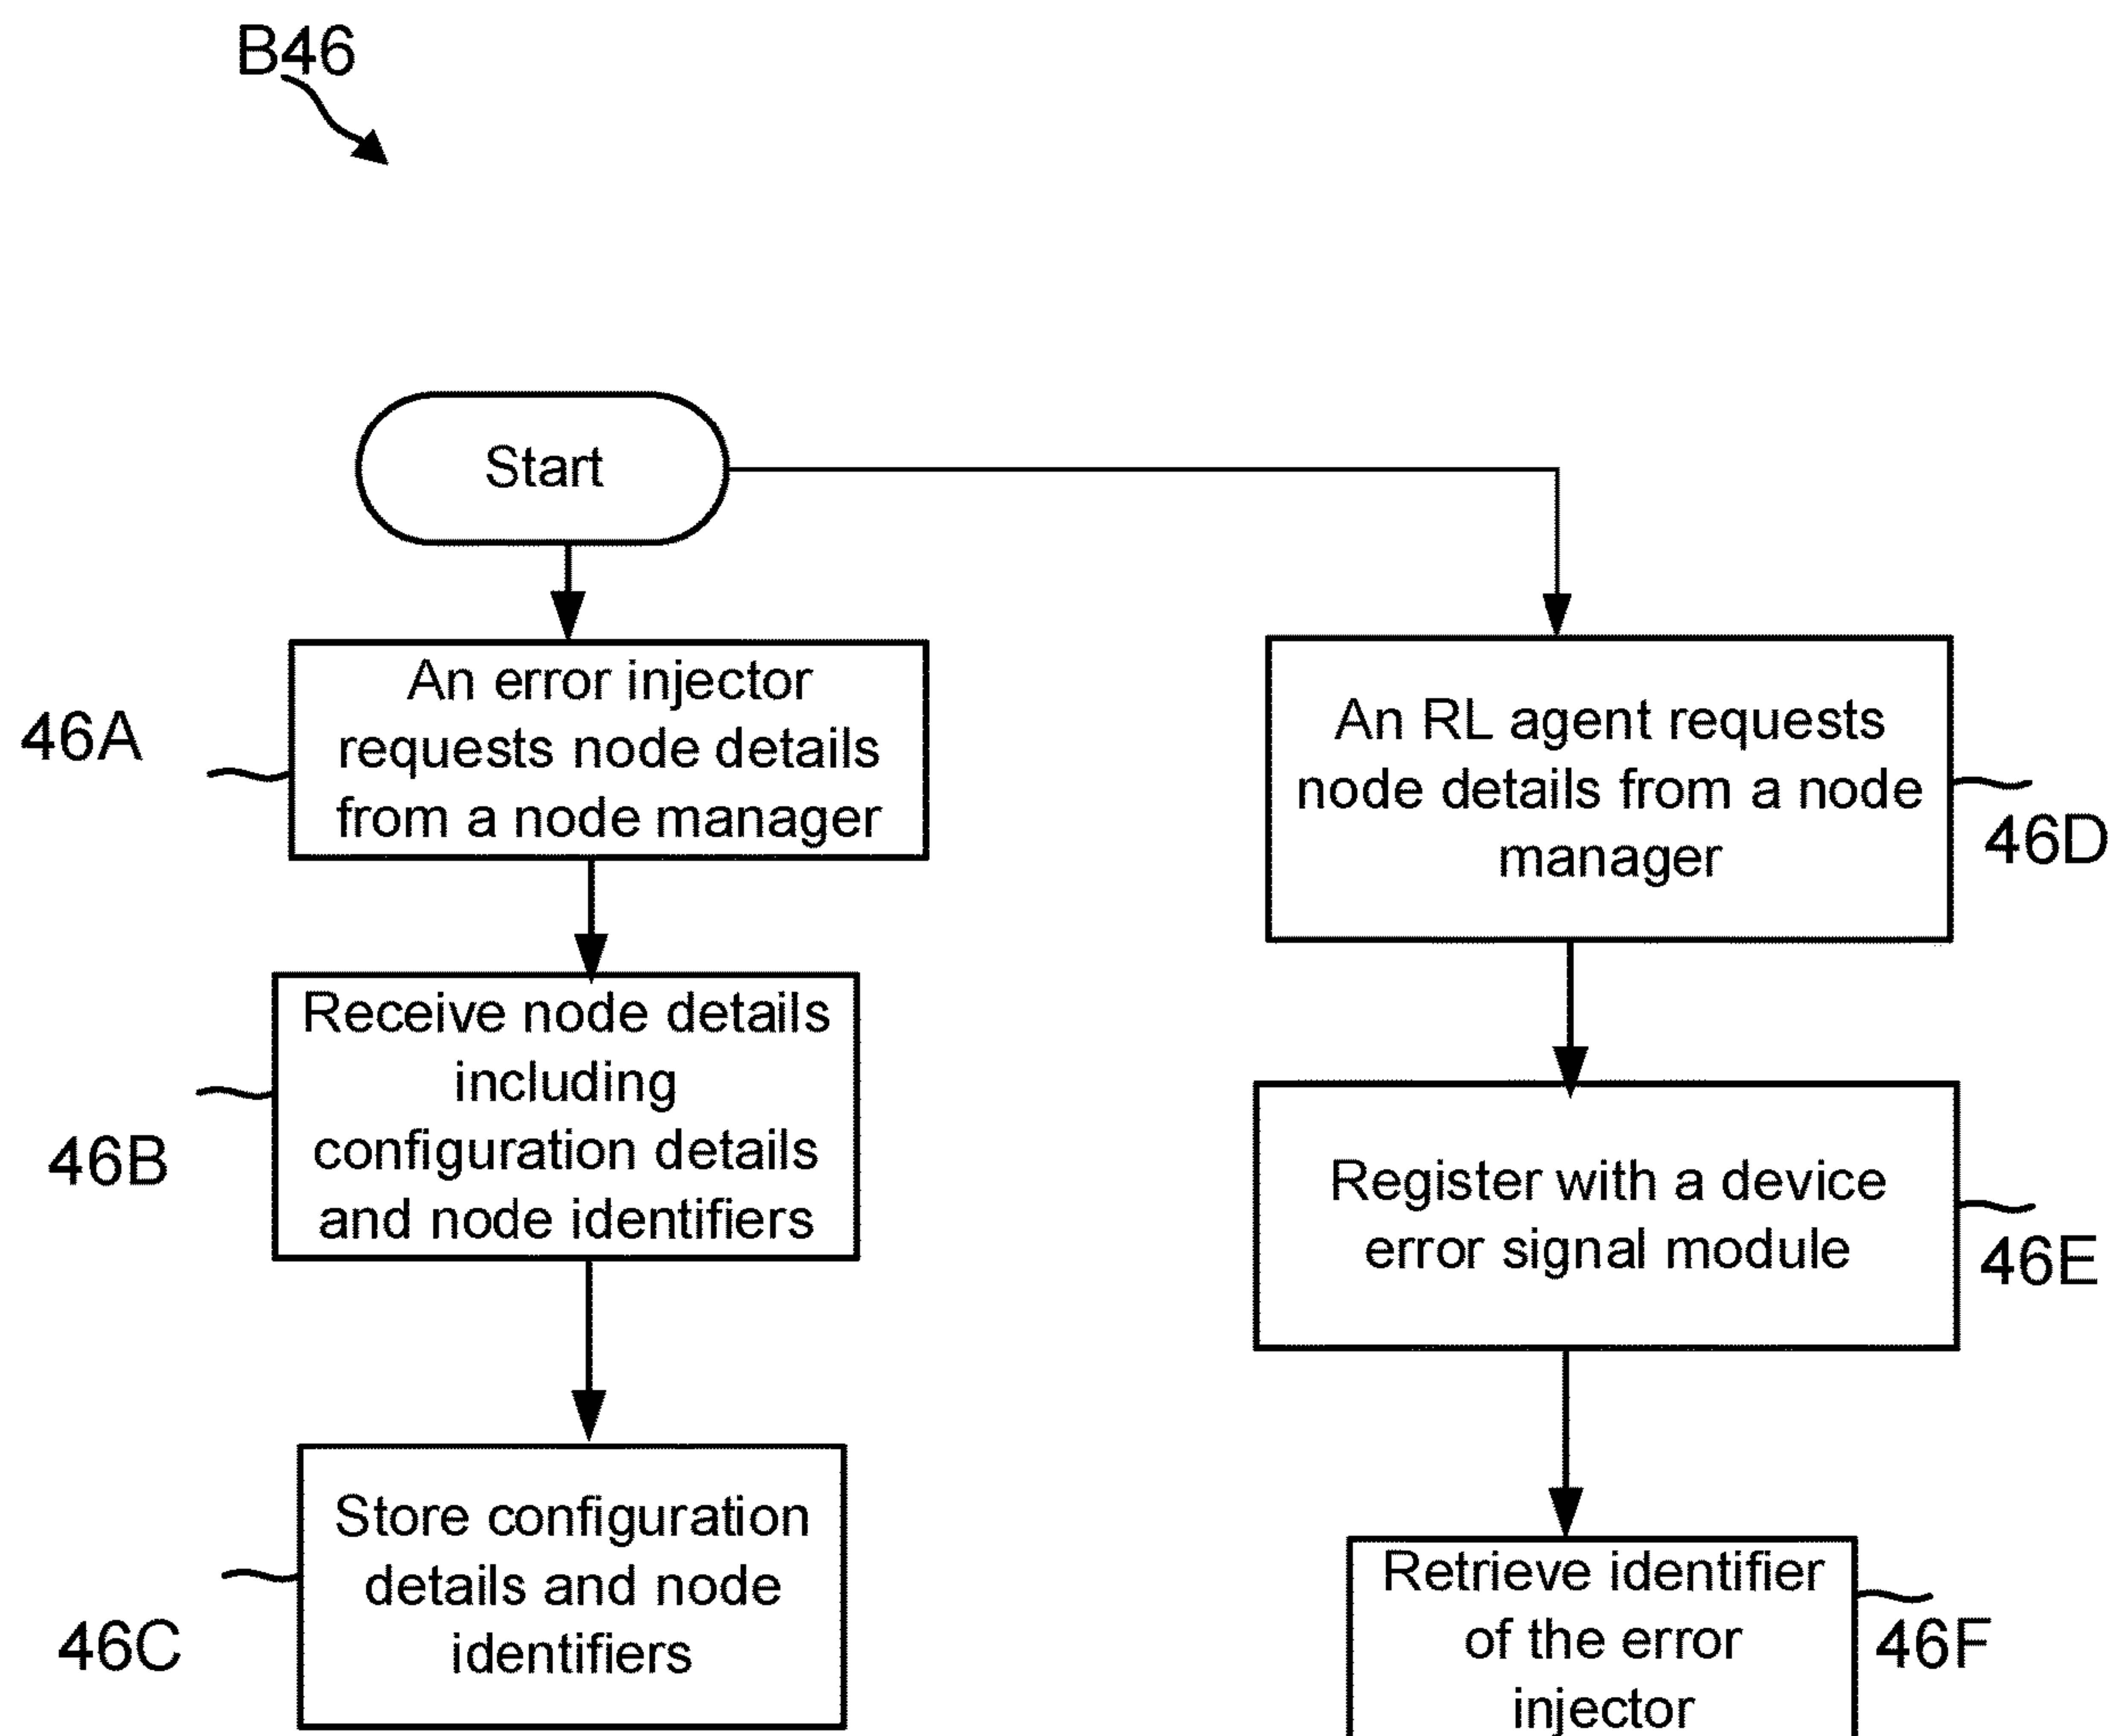 B46
Start
46A
An error injector
requests node details
from a node manager
46B
Receive node details
including
configuration details
and node identifiers
46C
Store configuration
details and node
identifiers
An RL agent requests
node details from a node
manager
46D
Register with a device
error signal module
46E
Retrieve identifier
of the error
injector
46F